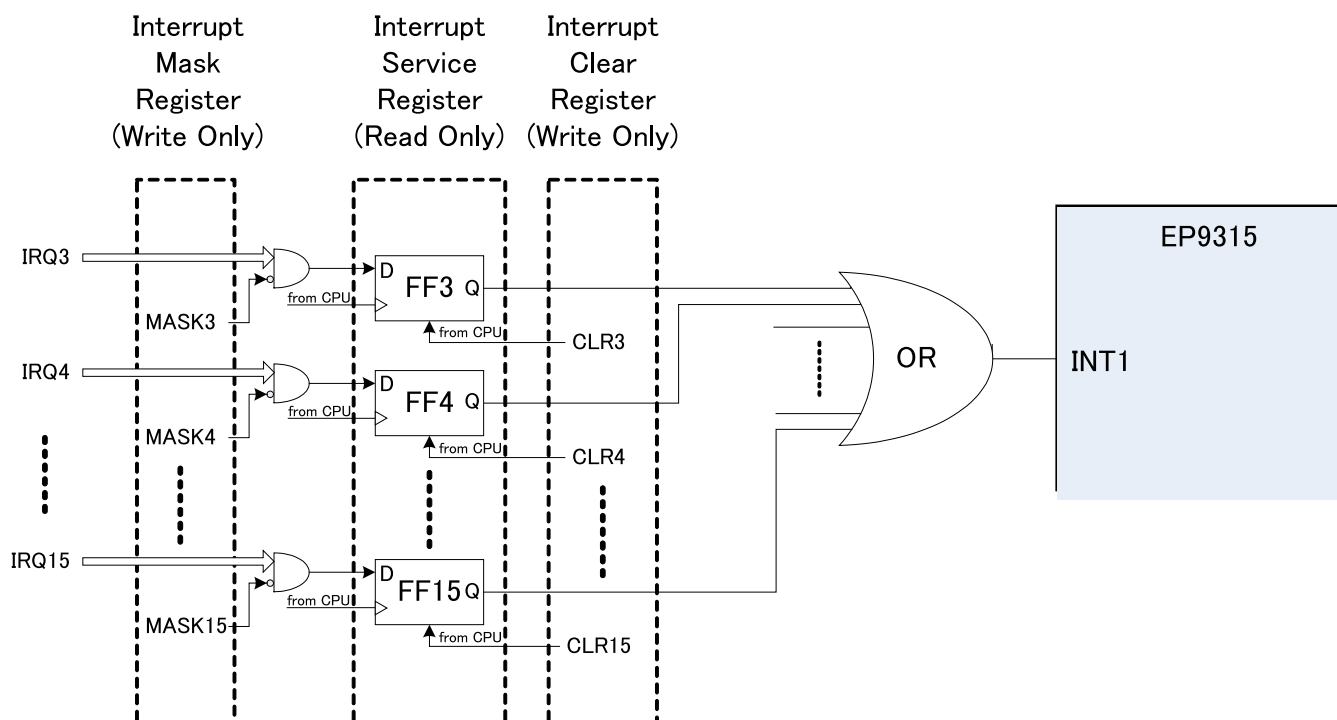 Interrupt
Mask
Register
(Write Only)
Interrupt
Service
Register
(Read Only)
Interrupt
Clear
Register
(Write Only)
EP9315
IRQ3
D
FF3 Q
from CPU
MASK3
from CPU
CLR3
IRQ4
D
FF4 Q
from CPU
MASK4
from CPU
CLR4
OR
INT1
IRQ15
D
FF15 Q
from CPU
MASK15
from CPU
CLR15